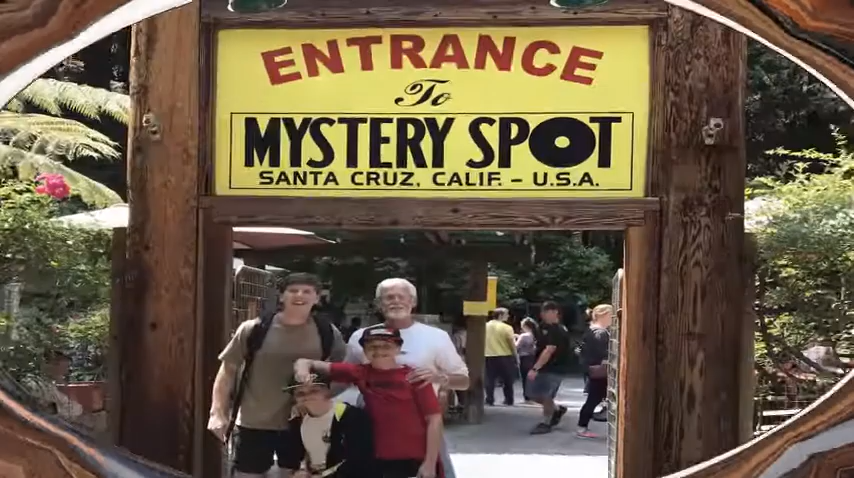 ENTRANCE
To
MYSTERY SPOT
SANTA CRUZ, CALIF. - U.S.A.